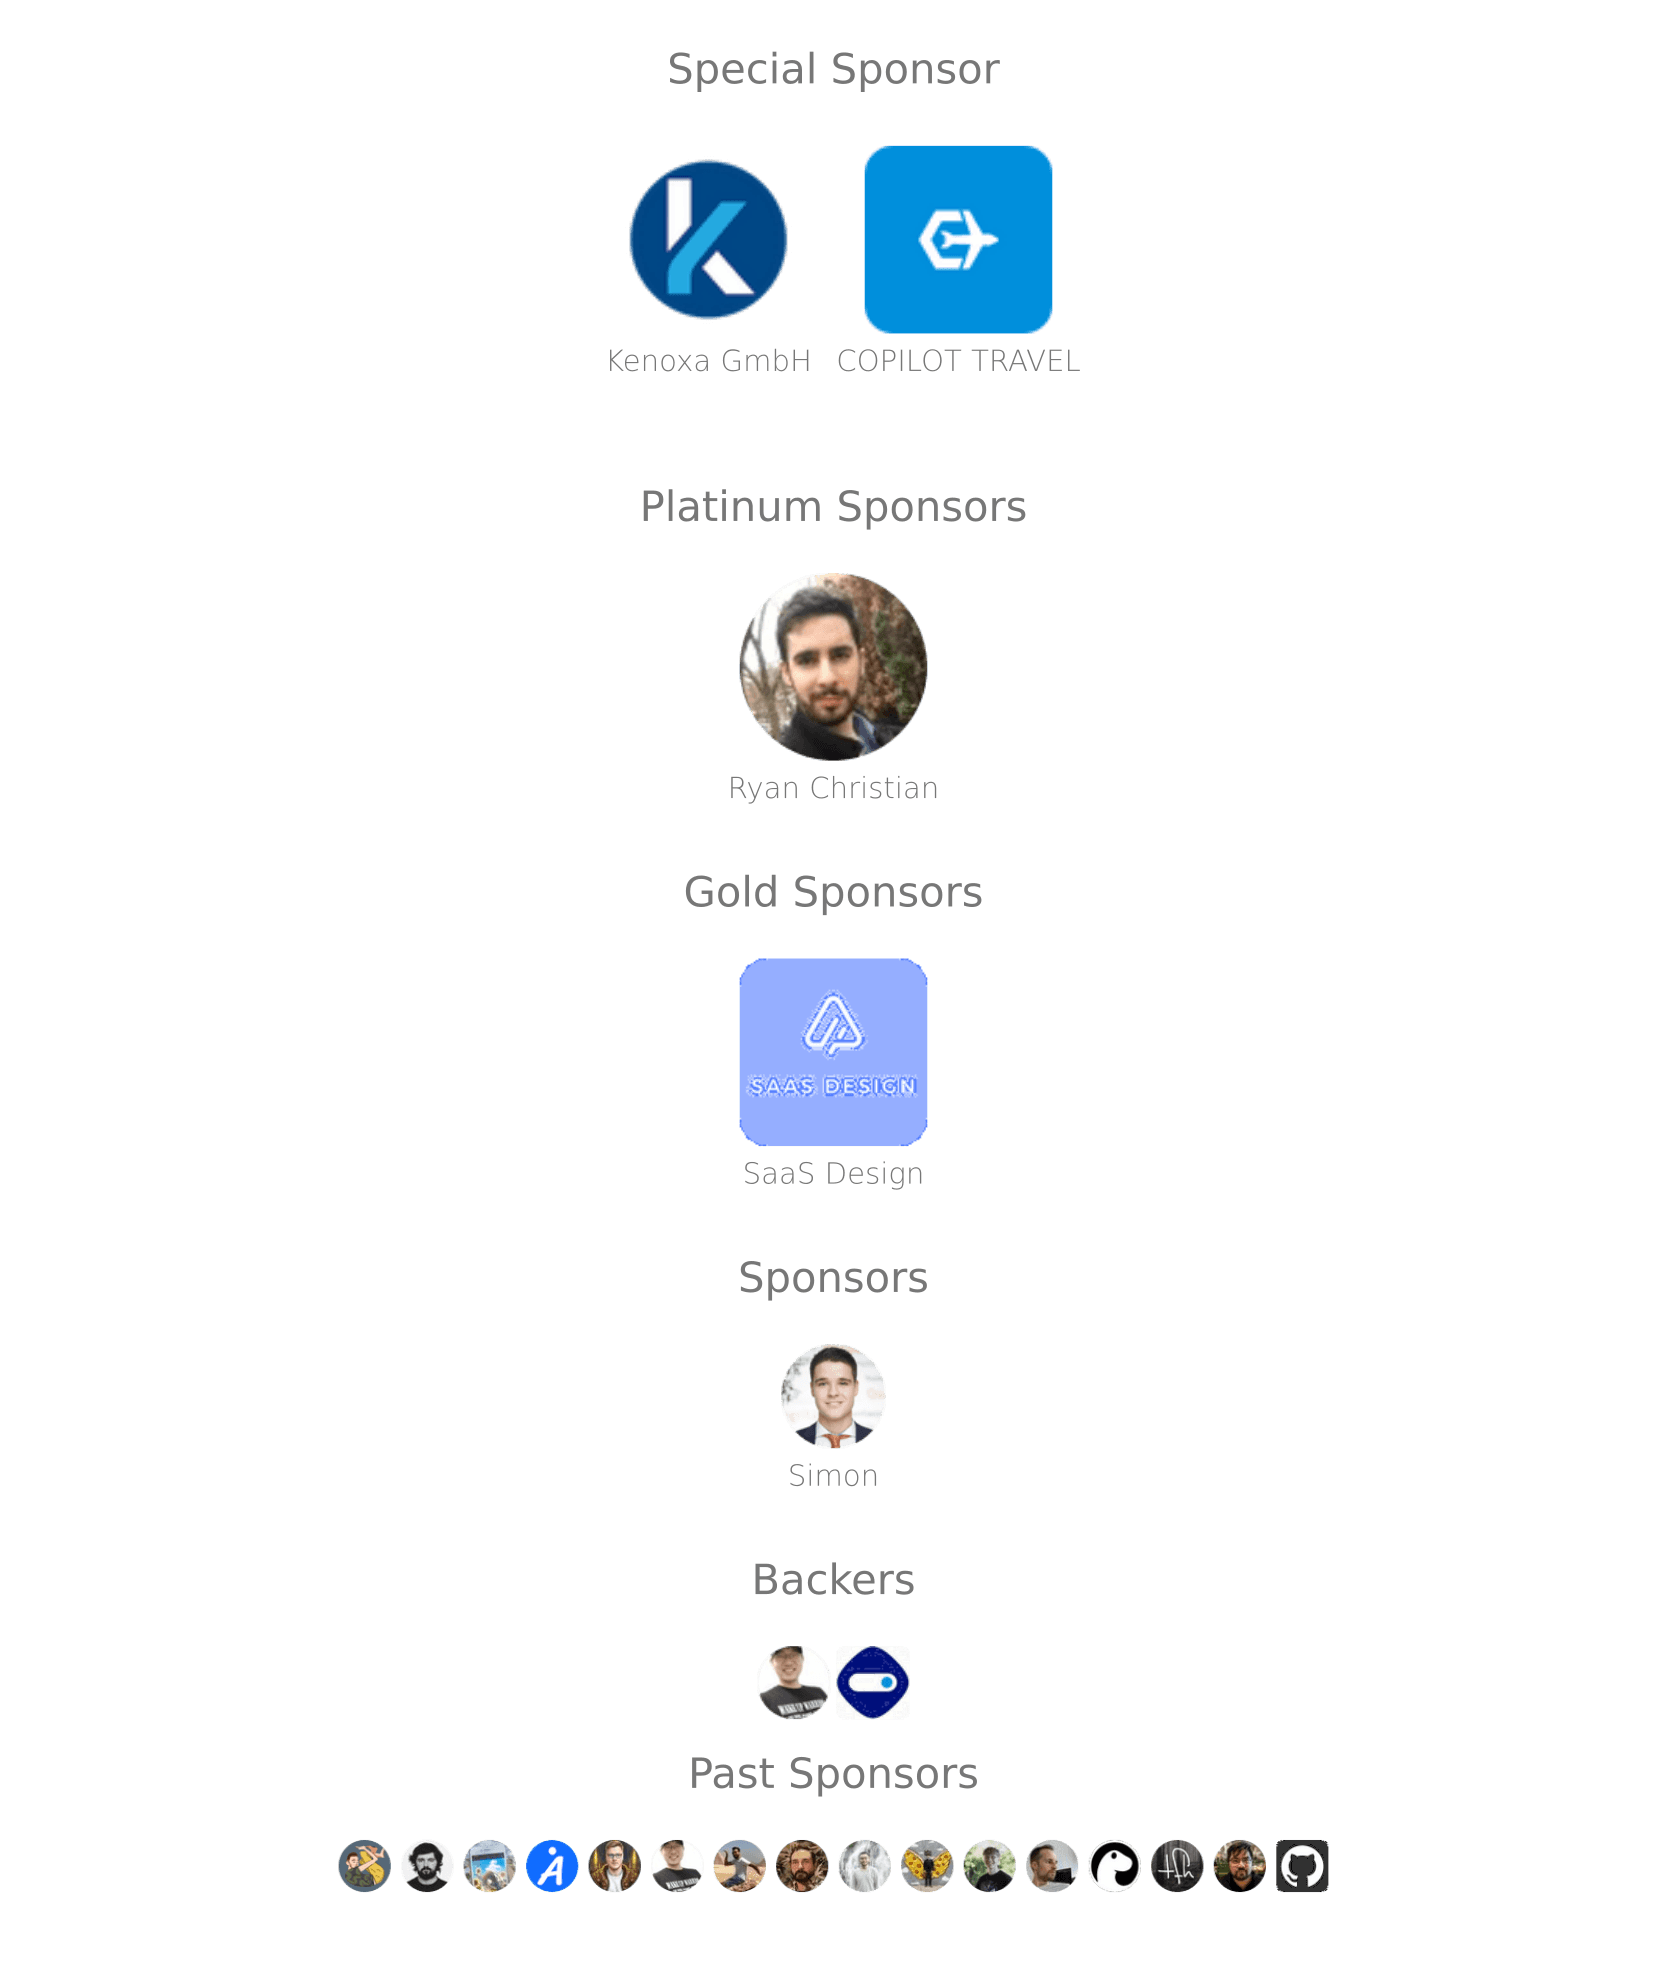 Special Sponsor
Kenoxa GmbH COPILOT TRAVEL
Platinum Sponsors
Ryan Christian
Gold Sponsors
SAAS DESIGN
SaaS Design
Sponsors
Simon
Backers
Past Sponsors